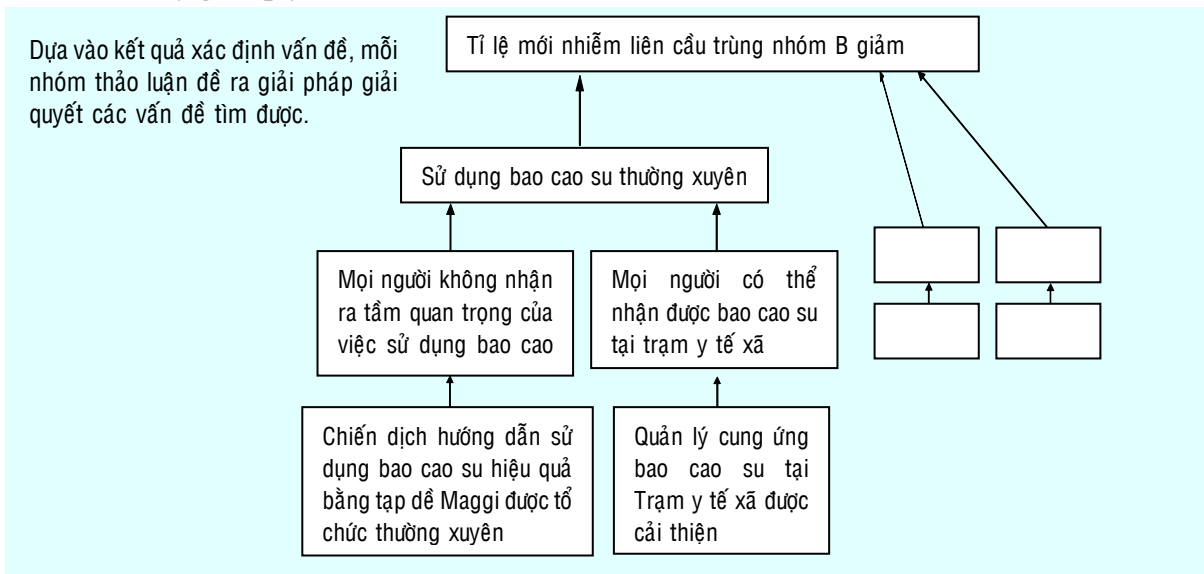 Dựa vào kết quả xác định vấn đề, mỗi
nhóm thảo luận đề ra giải pháp giải
quyết các vấn đề tìm được.
Tỉ lệ mới nhiễm liên cầu trùng nhóm B giảm
Sử dụng bao cao su thường xuyên
Mọi người không nhận
ra tầm quan trọng của
việc sử dụng bao cao
Mọi người có thể
nhận được bao cao su
tại trạm y tế xã
Chiến dịch hướng dẫn sử
dụng bao cao su hiệu quả
bằng tạp dề Maggi được tổ
chức thường xuyên
Quản lý cung ứng
bao cao su tại
Trạm y tế xã được
cải thiện